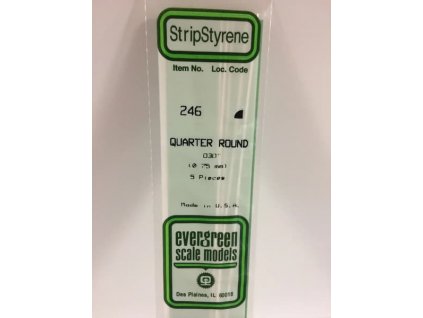 StripStyrene
Item No. Loc. Code
246
QUARTER ROUND
.030"
(0.75 mm)
5 Pieces
Made in U.S.A.
evergreen
scale models
Des Plaines, IL 60018